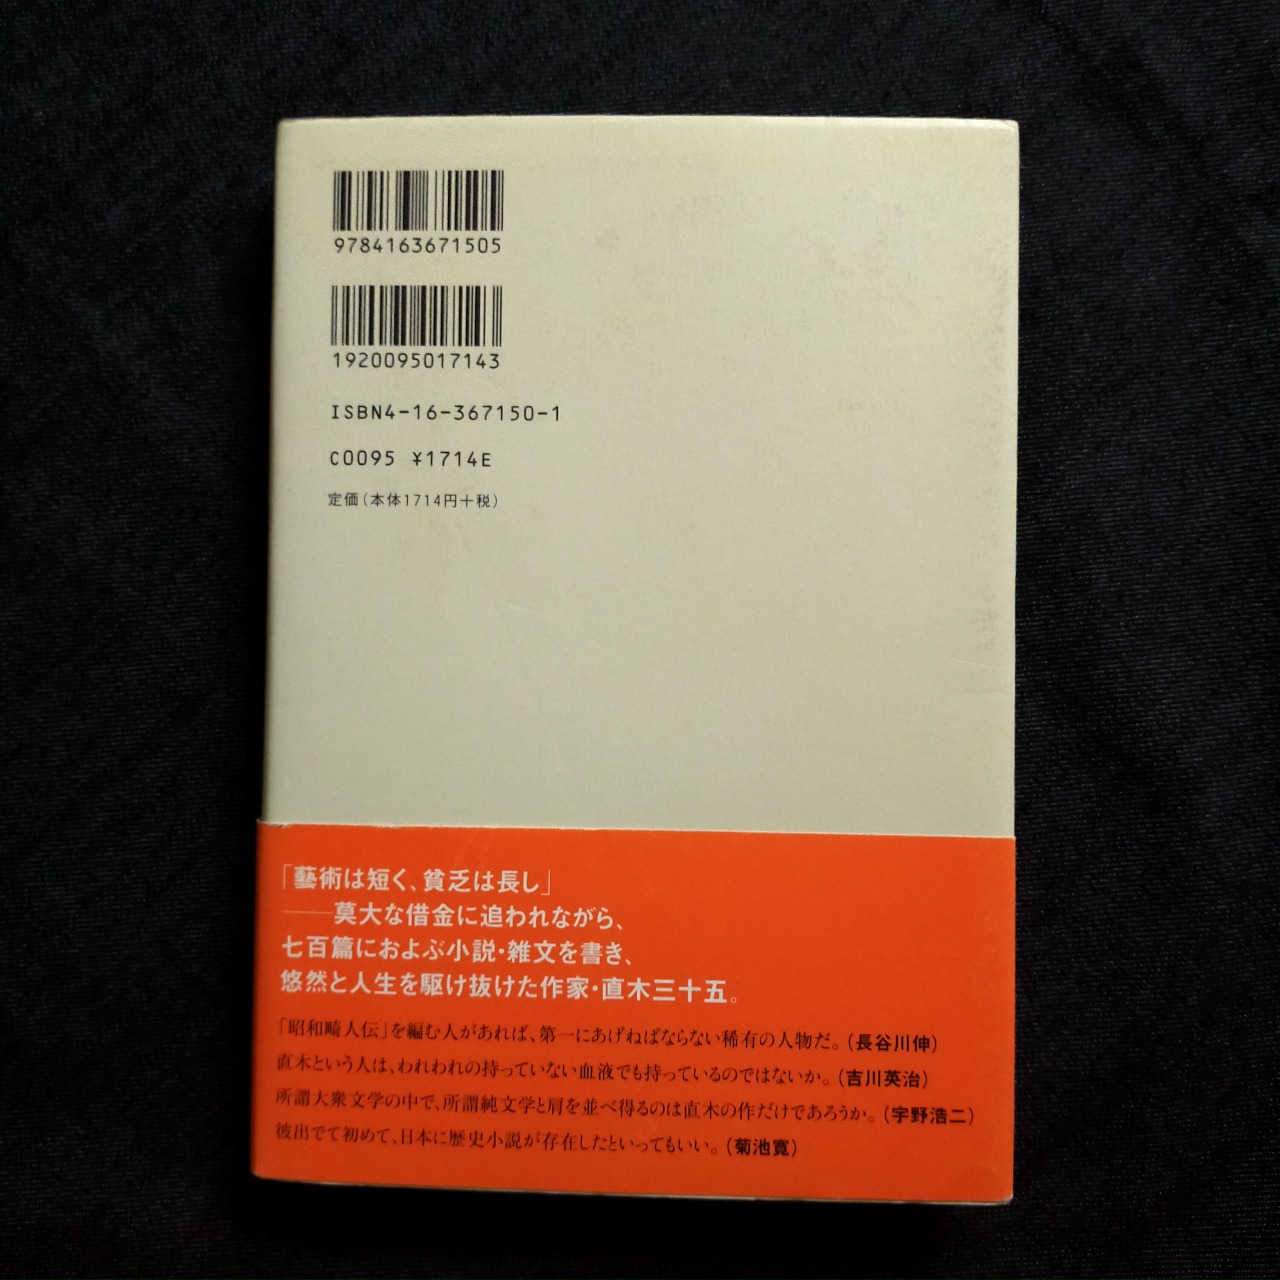 9784163671505
1920095017143
ISBN4-16-367150-1
C0095 ¥1714E
定価(本体1714円+税)
「藝術は短く、貧乏は長し」
――莫大な借金に追われながら、
七百篇におよぶ小説・雑文を書き、
悠然と人生を駆け抜けた作家・直木三十五。
「昭和畸人伝」を編む人があれば、第一にあげねばならない稀有の人物だ。(長谷川伸)
直木という人は、われわれの持っていない血液でも持っているのではないか。(吉川英治)
所謂大衆文学の中で、所謂純文学と肩を並べ得るのは直木の作だけであろうか。(宇野浩二)
彼出でて初めて、日本に歴史小説が存在したといってもいい。(菊池寛)